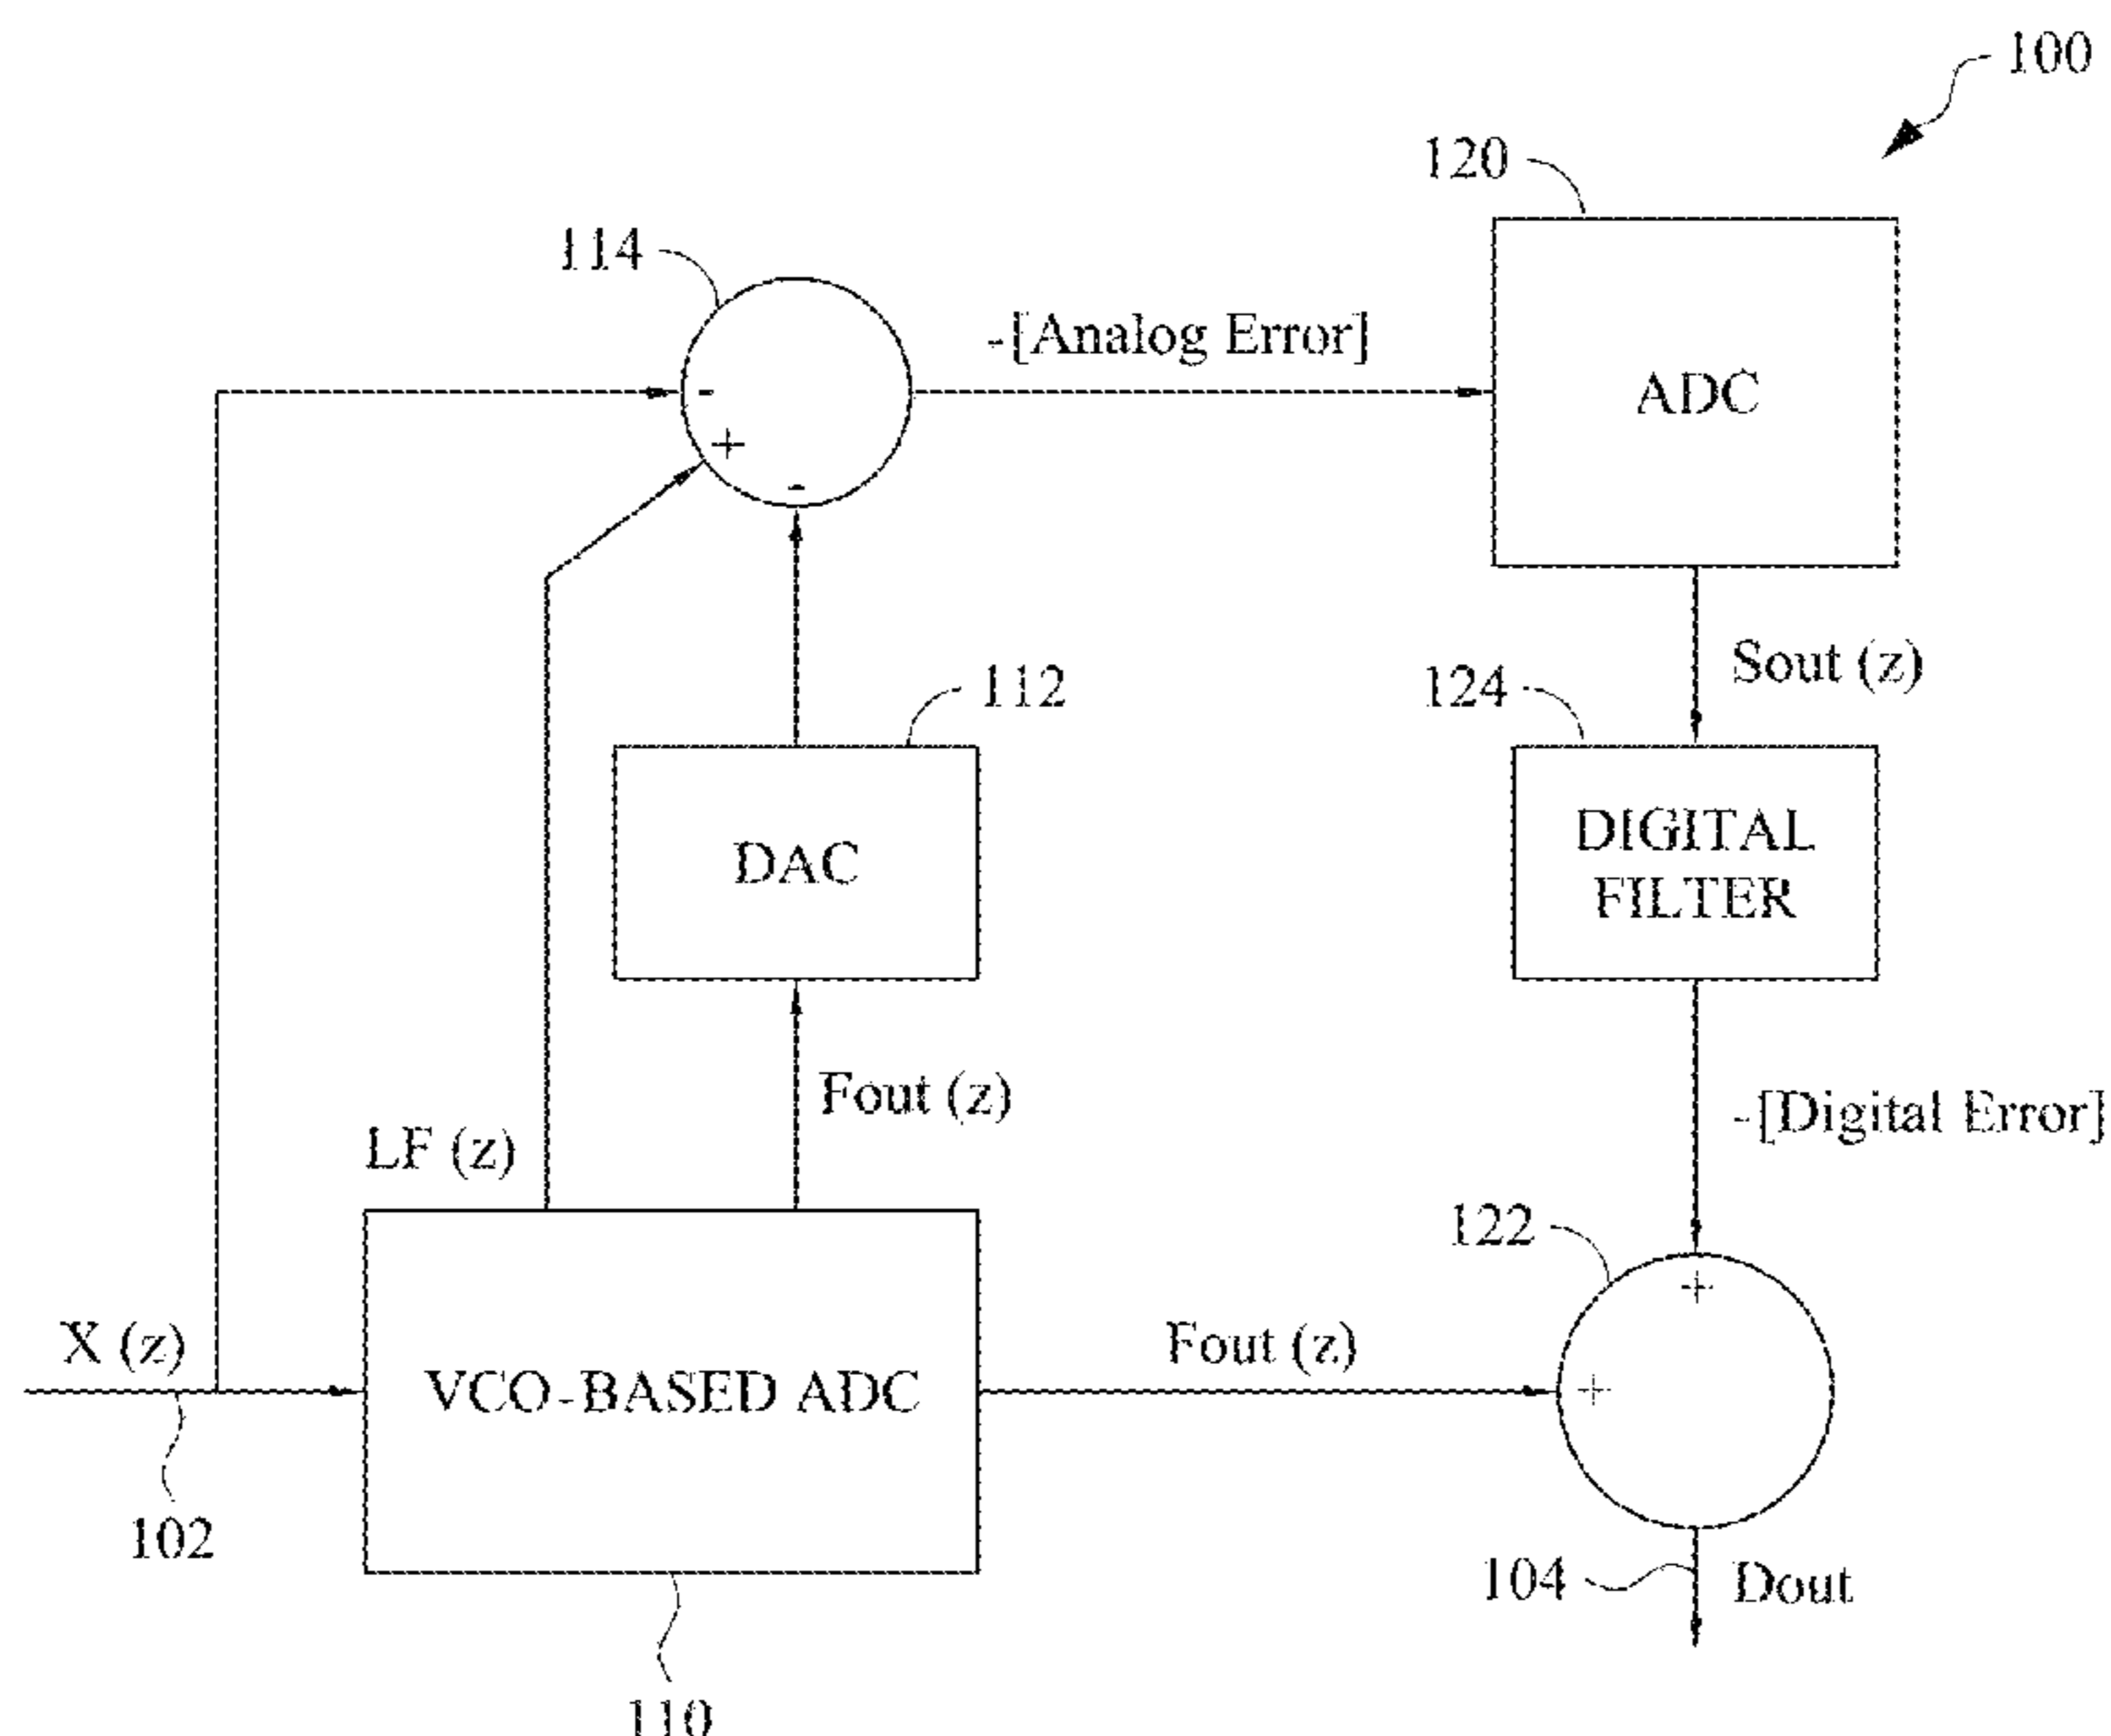 100
120
114
-[Analog Error]
-
ADC
+
-
Sout (z)
112
124
DAC
DIGITAL
FILTER
Fout (z)
-[Digital Error]
LF (z)
122
+
X (z)
Fout (z)
VCO-BASED ADC
+
102
104
Dout
110